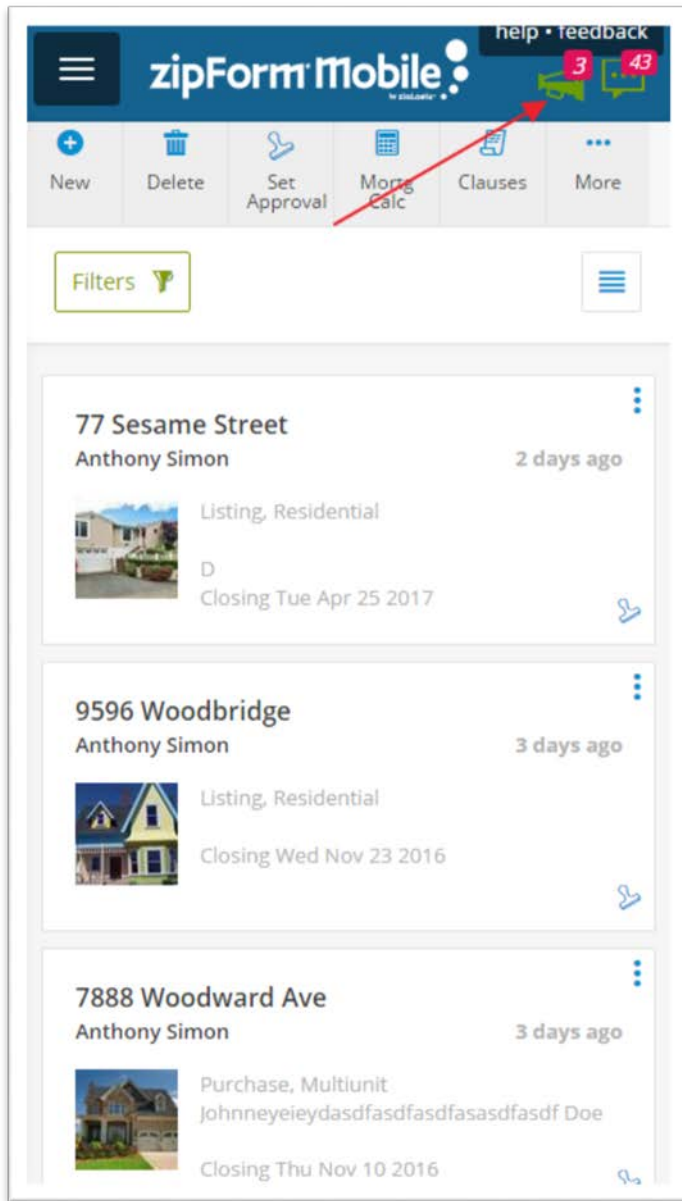 help • feedback
zipForm Mobile
by zipLogix
3
43
New
Delete
Set
Approval
Mortg
Calc
Clauses
More
Filters
77 Sesame Street
Anthony Simon
2 days ago
Listing, Residential
D
Closing Tue Apr 25 2017
9596 Woodbridge
Anthony Simon
3 days ago
Listing, Residential
Closing Wed Nov 23 2016
7888 Woodward Ave
Anthony Simon
3 days ago
Purchase, Multiunit
Johnneyeieydasdfasdfasdfasasdfasdf Doe
Closing Thu Nov 10 2016